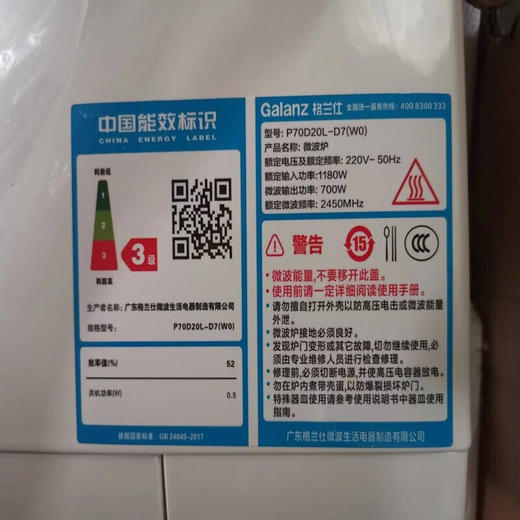 中国能效标识
CHINA ENERGY LABEL
耗能低
1
2
3
耗能高
3级
生产者名称:广东格兰仕微波生活电器制造有限公司
规格型号: P70D20L-D7(W0)
效率值(%) 52
关机功率(W) 0.5
依据国家标准: GB 24849-2017
Galanz 格兰仕 全国统一服务热线: 400 8300 333
型号: P70D20L-D7(W0)
产品名称: 微波炉
额定电压及额定频率: 220V~ 50Hz
额定输入功率: 1180W
微波输出功率: 700W
额定微波频率: 2450MHz
警告
15
CCC
微波能量,不要移开此盖。
使用前请一定详细阅读使用手册。
请勿擅自打开外壳以防高压电击或微波能量
外泄。
微波炉接地必须良好。
发现炉门变形或其它故障,切勿继续使用,必
须由专业维修人员进行检查修理。
修理前,必须切断电源,并使高压电容器放电。
勿在炉内煮带壳蛋,以防爆裂损坏炉门。
特殊器皿使用请参考使用说明书中器皿使用
指南。
广东格兰仕微波生活电器制造有限公司